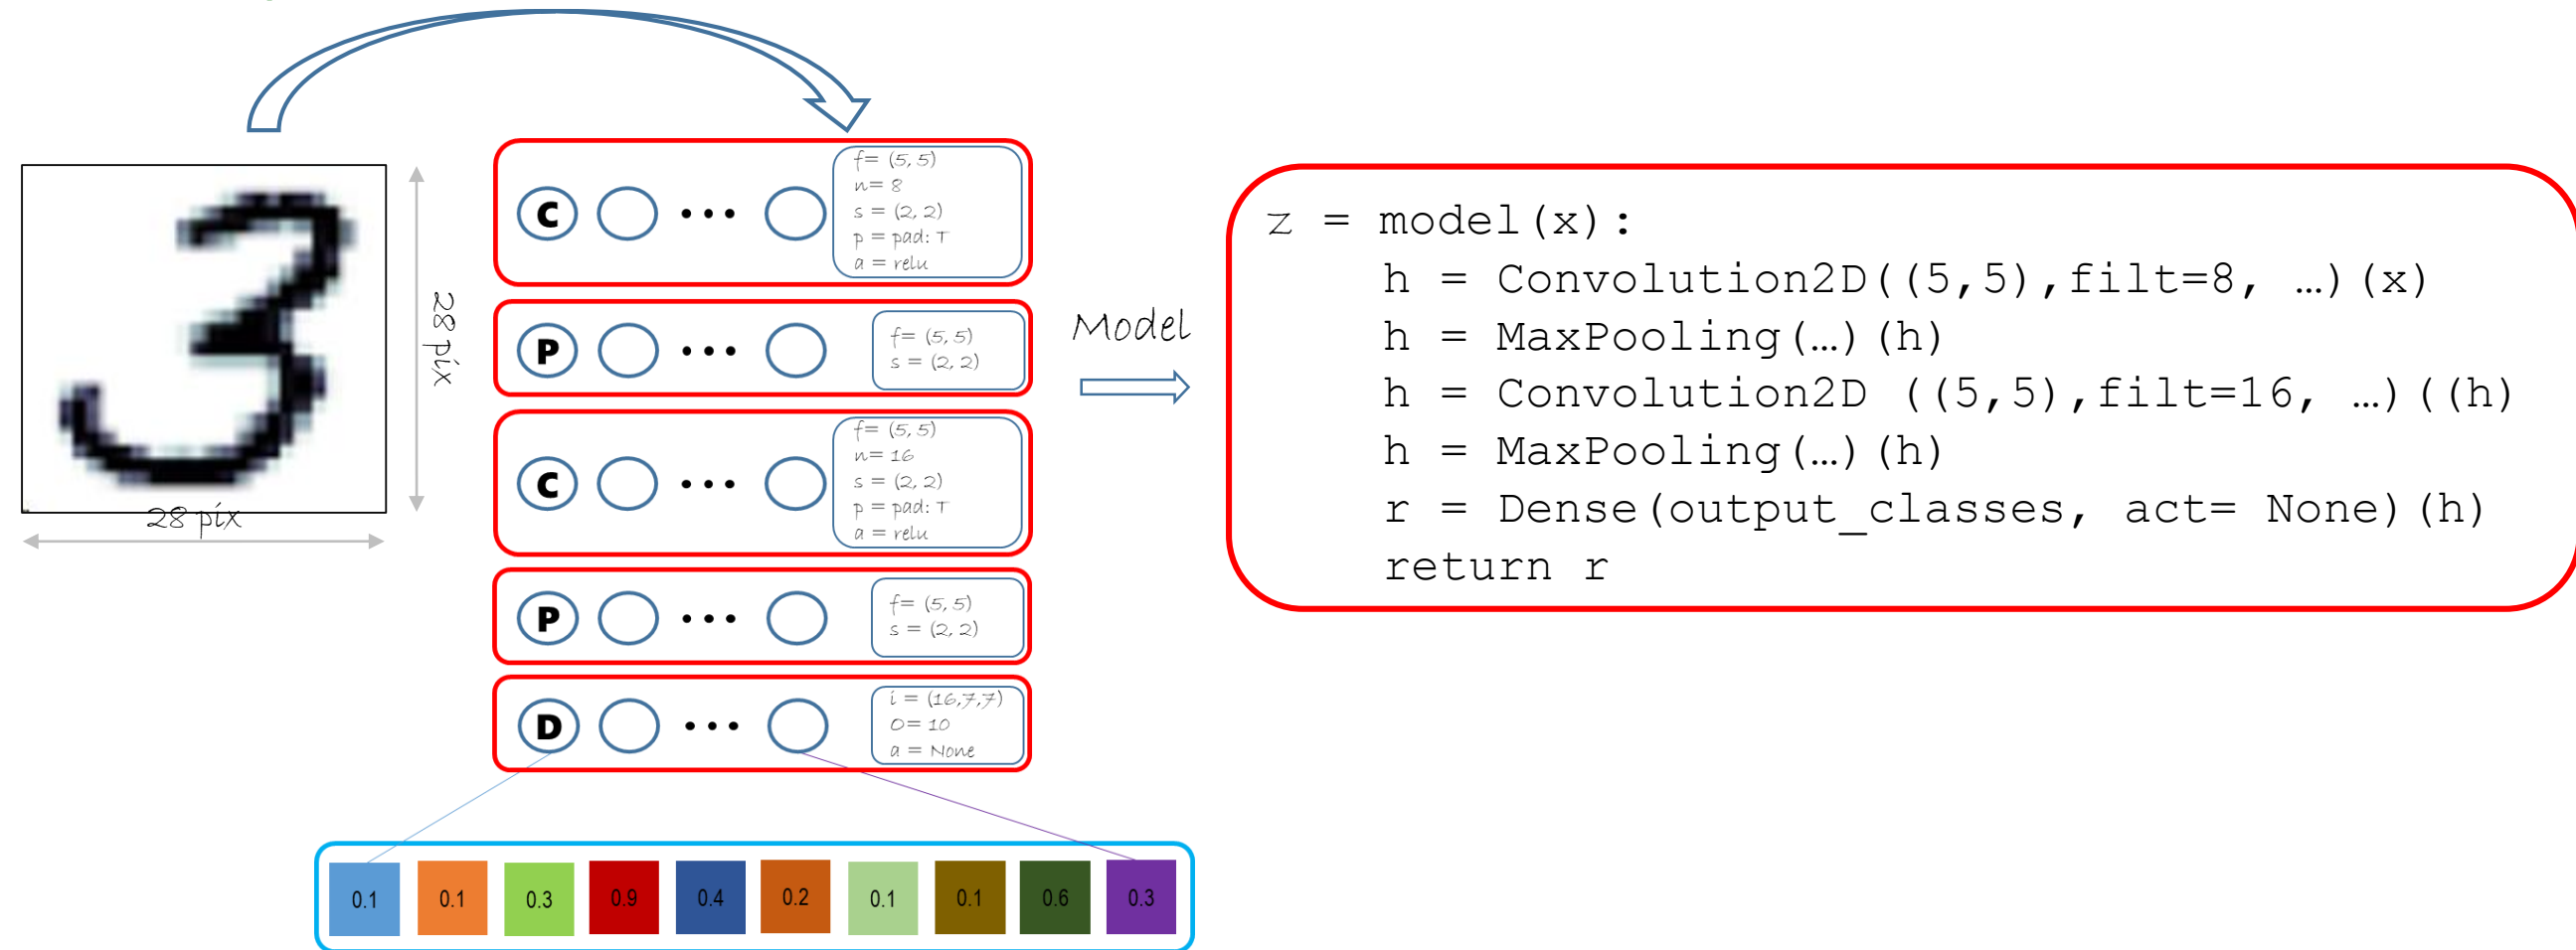 28 pix
28 pix
C
f= (5, 5)
n= 8
s = (2, 2)
p = pad: T
a = relu
P
f= (5, 5)
s = (2, 2)
C
f= (5, 5)
n= 16
s = (2, 2)
p = pad: T
a = relu
P
f= (5, 5)
s = (2, 2)
D
i = (16,7,7)
O= 10
a = None
0.1 0.1 0.3 0.9 0.4 0.2 0.1 0.1 0.6 0.3
Model
z = model(x):
h = Convolution2D((5,5),filt=8, …)(x)
h = MaxPooling(…)(h)
h = Convolution2D ((5,5),filt=16, …)((h)
h = MaxPooling(…)(h)
r = Dense(output_classes, act= None)(h)
return r
3